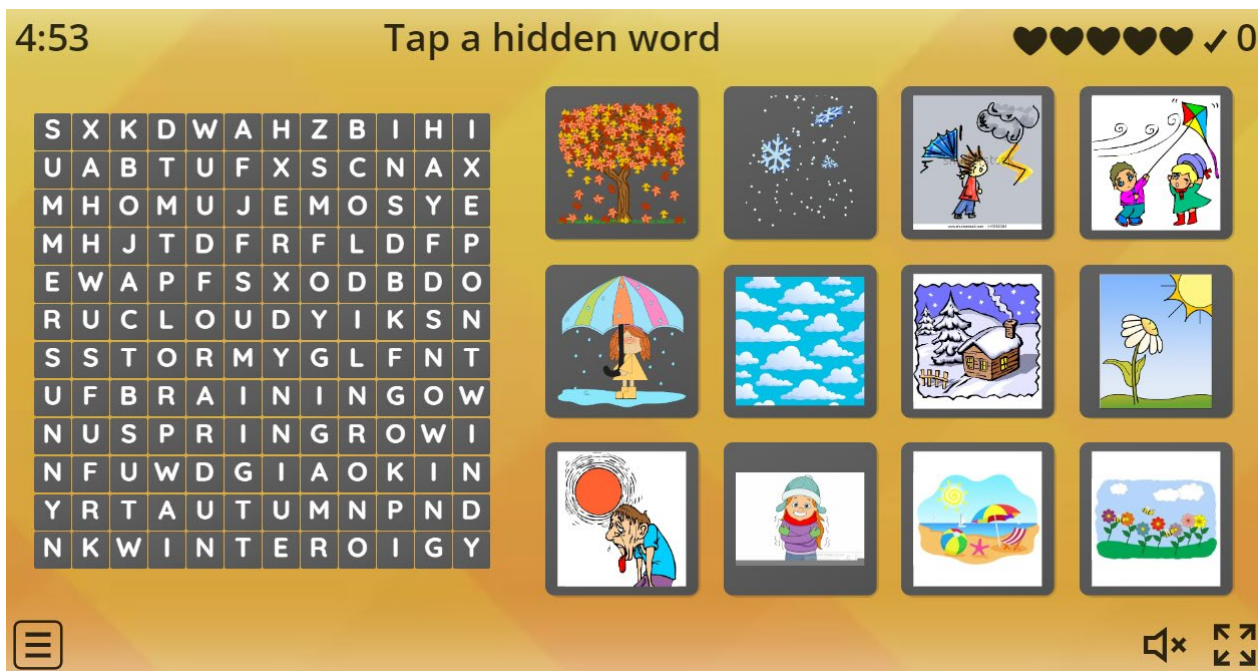 4:53 Tap a hidden word 0
S X K D W A H Z B I H I
U A B T U F X S C N A X
M H O M U J E M O S Y E
M H J T D F R F L D F P
E W A P F S X O D B D O
R U C L O U D Y I K S N
S S T O R M Y G L F N T
U F B R A I N I N G O W
N U S P R I N G R O W I
N F U W D G I A O K I N
Y R T A U T U M N P N D
N K W I N T E R O I G Y